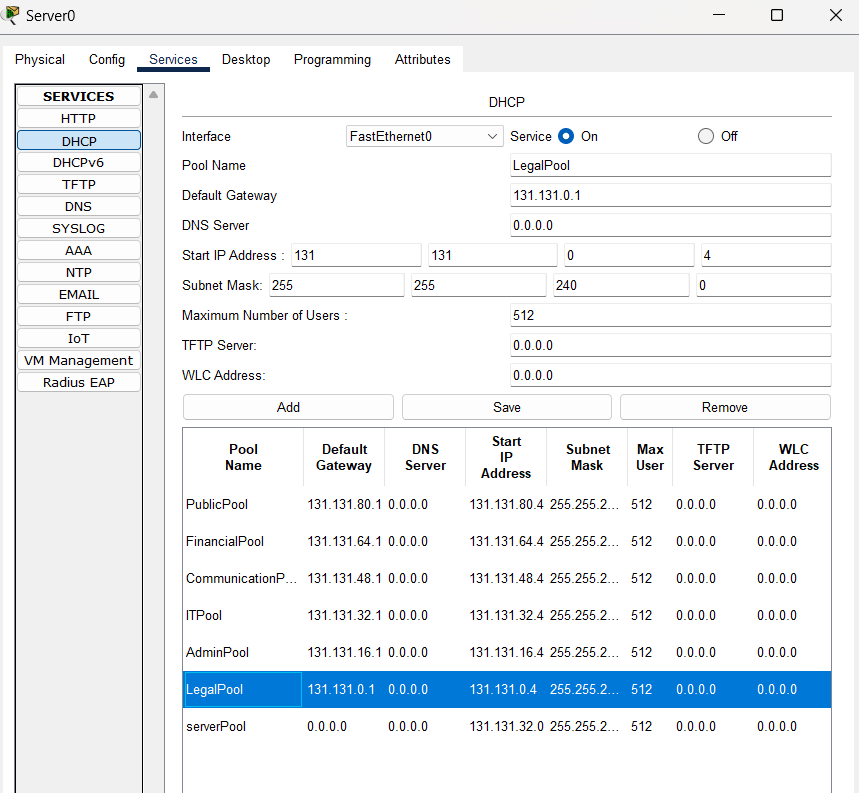 Server0
Physical Config Services Desktop Programming Attributes
SERVICES
HTTP
DHCP
DHCPv6
TFTP
DNS
SYSLOG
AAA
NTP
EMAIL
FTP
IoT
VM Management
Radius EAP
DHCP
Interface FastEthernet0 Service On Off
Pool Name LegalPool
Default Gateway 131.131.0.1
DNS Server 0.0.0.0
Start IP Address : 131 131 0 4
Subnet Mask: 255 255 240 0
Maximum Number of Users : 512
TFTP Server: 0.0.0.0
WLC Address: 0.0.0.0
Add Save Remove
Pool Name Default Gateway DNS Server Start IP Address Subnet Mask Max User TFTP Server WLC Address
PublicPool 131.131.80.1 0.0.0.0 131.131.80.4 255.255.2... 512 0.0.0.0 0.0.0.0
FinancialPool 131.131.64.1 0.0.0.0 131.131.64.4 255.255.2... 512 0.0.0.0 0.0.0.0
CommunicationP... 131.131.48.1 0.0.0.0 131.131.48.4 255.255.2... 512 0.0.0.0 0.0.0.0
ITPool 131.131.32.1 0.0.0.0 131.131.32.4 255.255.2... 512 0.0.0.0 0.0.0.0
AdminPool 131.131.16.1 0.0.0.0 131.131.16.4 255.255.2... 512 0.0.0.0 0.0.0.0
LegalPool 131.131.0.1 0.0.0.0 131.131.0.4 255.255.2... 512 0.0.0.0 0.0.0.0
serverPool 0.0.0.0 0.0.0.0 131.131.32.0 255.255.2... 512 0.0.0.0 0.0.0.0